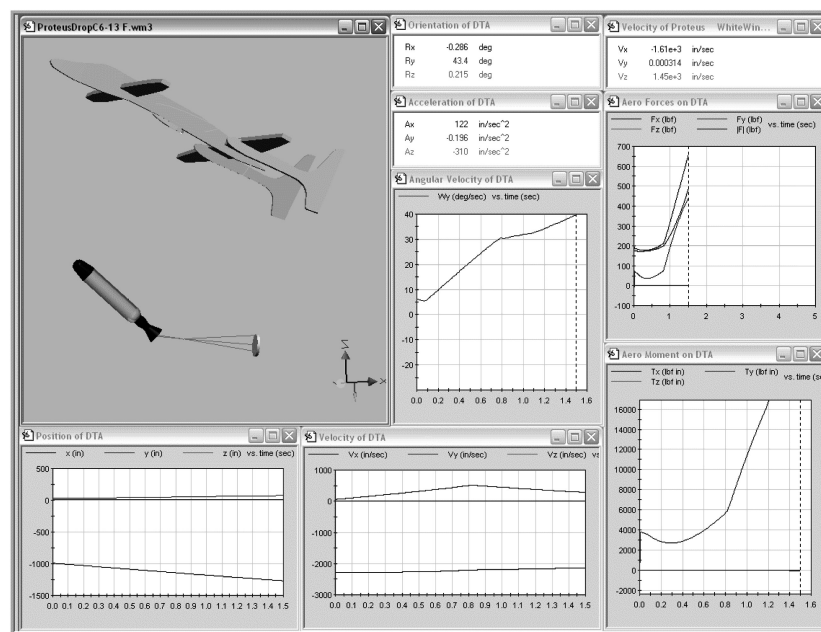 ProteusDropC6-13 F.wm3
Z
X
Y
Orientation of DTA
Rx -0.286 deg
Ry 43.4 deg
Rz 0.215 deg
Velocity of Proteus WhiteWin...
Vx -1.61e+3 in/sec
Vy 0.000314 in/sec
Vz 1.45e+3 in/sec
Acceleration of DTA
Ax 122 in/sec^2
Ay -0.196 in/sec^2
Az -310 in/sec^2
Aero Forces on DTA
Fx (lbf) Fy (lbf) vs. time (sec)
Fz (lbf) |F| (lbf)
700
600
500
400
300
200
100
0
-100
5 1 2 3 4 5
Angular Velocity of DTA
Wy (deg/sec) vs. time (sec)
40
30
20
10
0
-10
-20
0.0 0.2 0.4 0.6 0.8 1.0 1.2 1.4 1.6
Aero Moment on DTA
Tx (lbf in) Ty (lbf in) vs. time (sec
Tz (lbf in)
16000
14000
12000
10000
8000
6000
4000
2000
0
-2000
0.0 0.2 0.4 0.6 0.8 1.0 1.2 1.4 1.6
Position of DTA
x (in) y (in) z (in) vs. time (sec)
500
0
-500
-1000
-1500
0.0 0.1 0.2 0.3 0.4 0.5 0.6 0.7 0.8 0.9 1.0 1.1 1.2 1.3 1.4 1.5
Velocity of DTA
Vx (in/sec) Vy (in/sec) Vz (in/sec) vs
1000
0
-1000
-2000
-3000
0.0 0.1 0.2 0.3 0.4 0.5 0.6 0.7 0.8 0.9 1.0 1.1 1.2 1.3 1.4 1.5